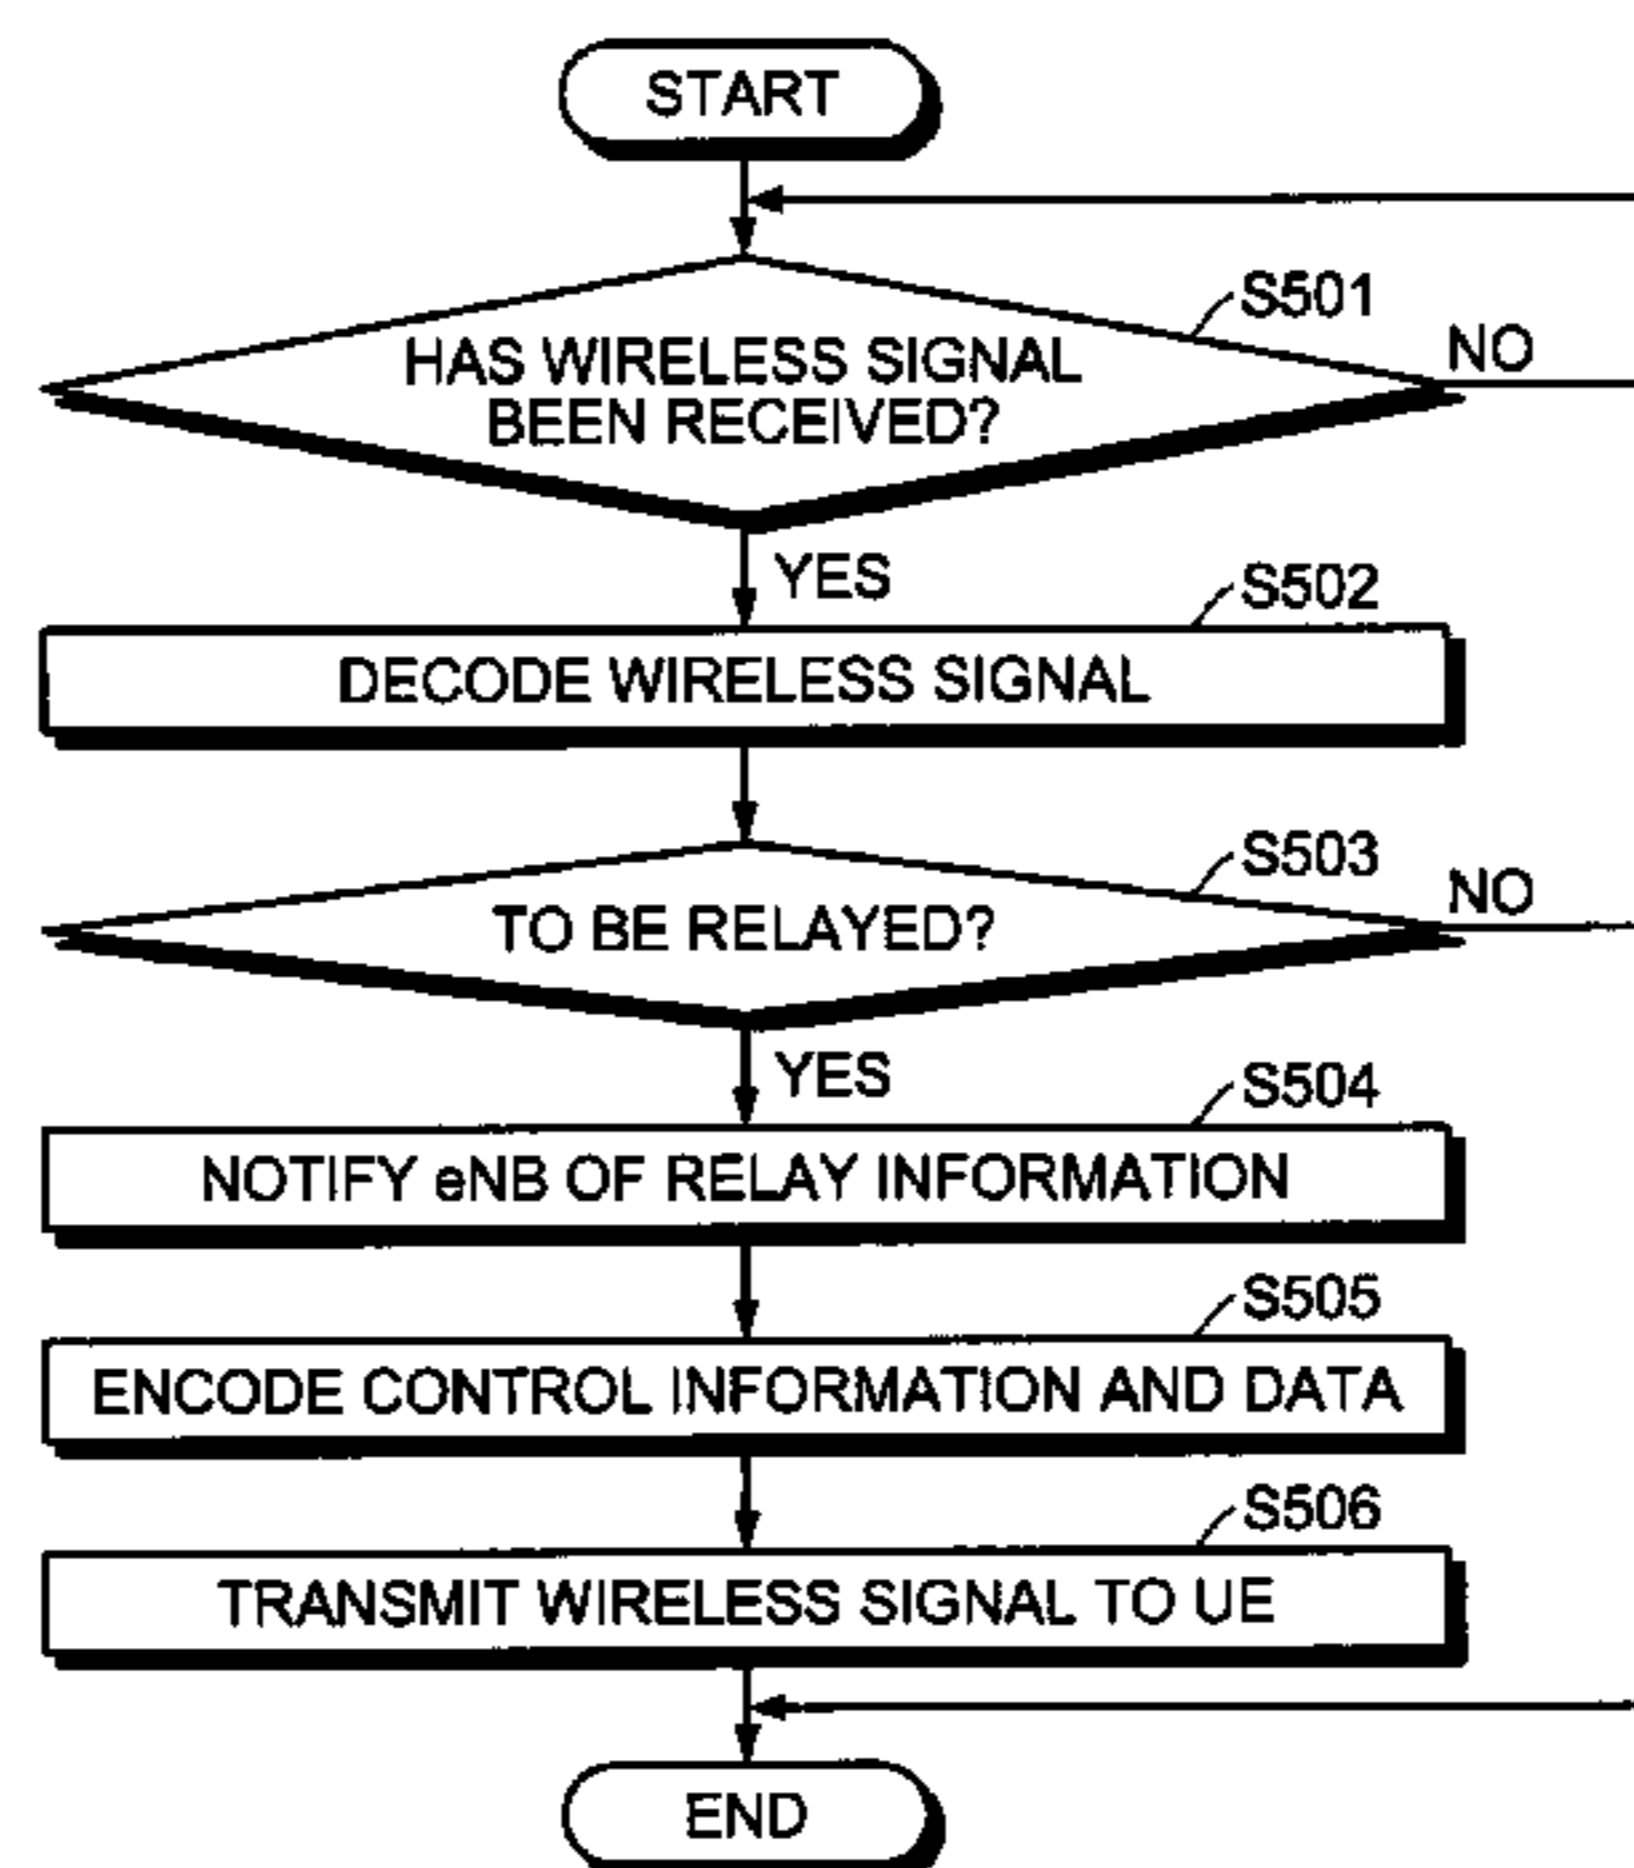 START
S501
HAS WIRELESS SIGNAL
BEEN RECEIVED?
NO
YES
S502
DECODE WIRELESS SIGNAL
S503
TO BE RELAYED?
NO
YES
S504
NOTIFY eNB OF RELAY INFORMATION
S505
ENCODE CONTROL INFORMATION AND DATA
S506
TRANSMIT WIRELESS SIGNAL TO UE
END